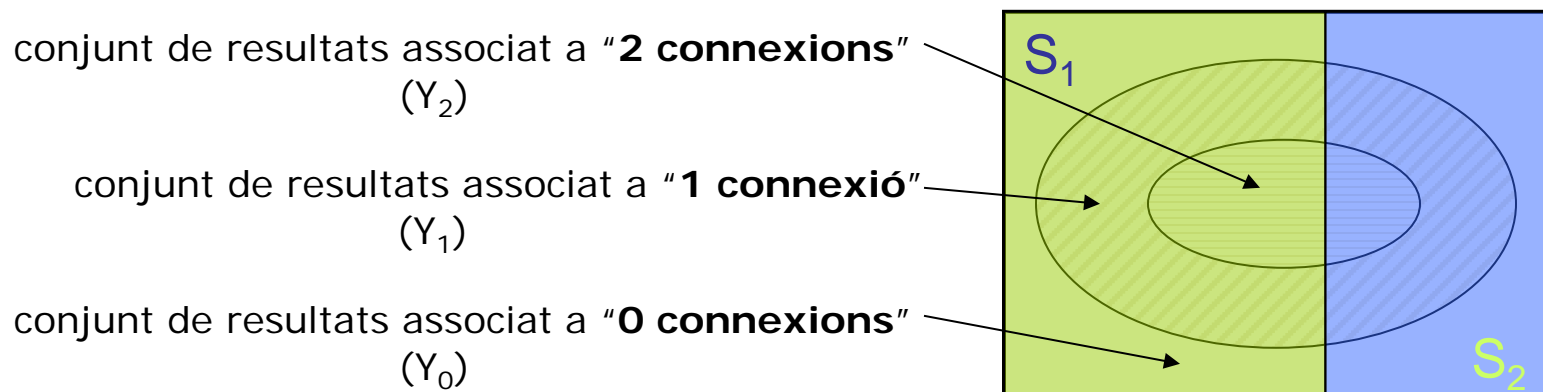 conjunt de resultats associat a “2 connexions”
(Y₂)
S₁
conjunt de resultats associat a “1 connexió”
(Y₁)
conjunt de resultats associat a “0 connexions”
(Y₀)
S₂